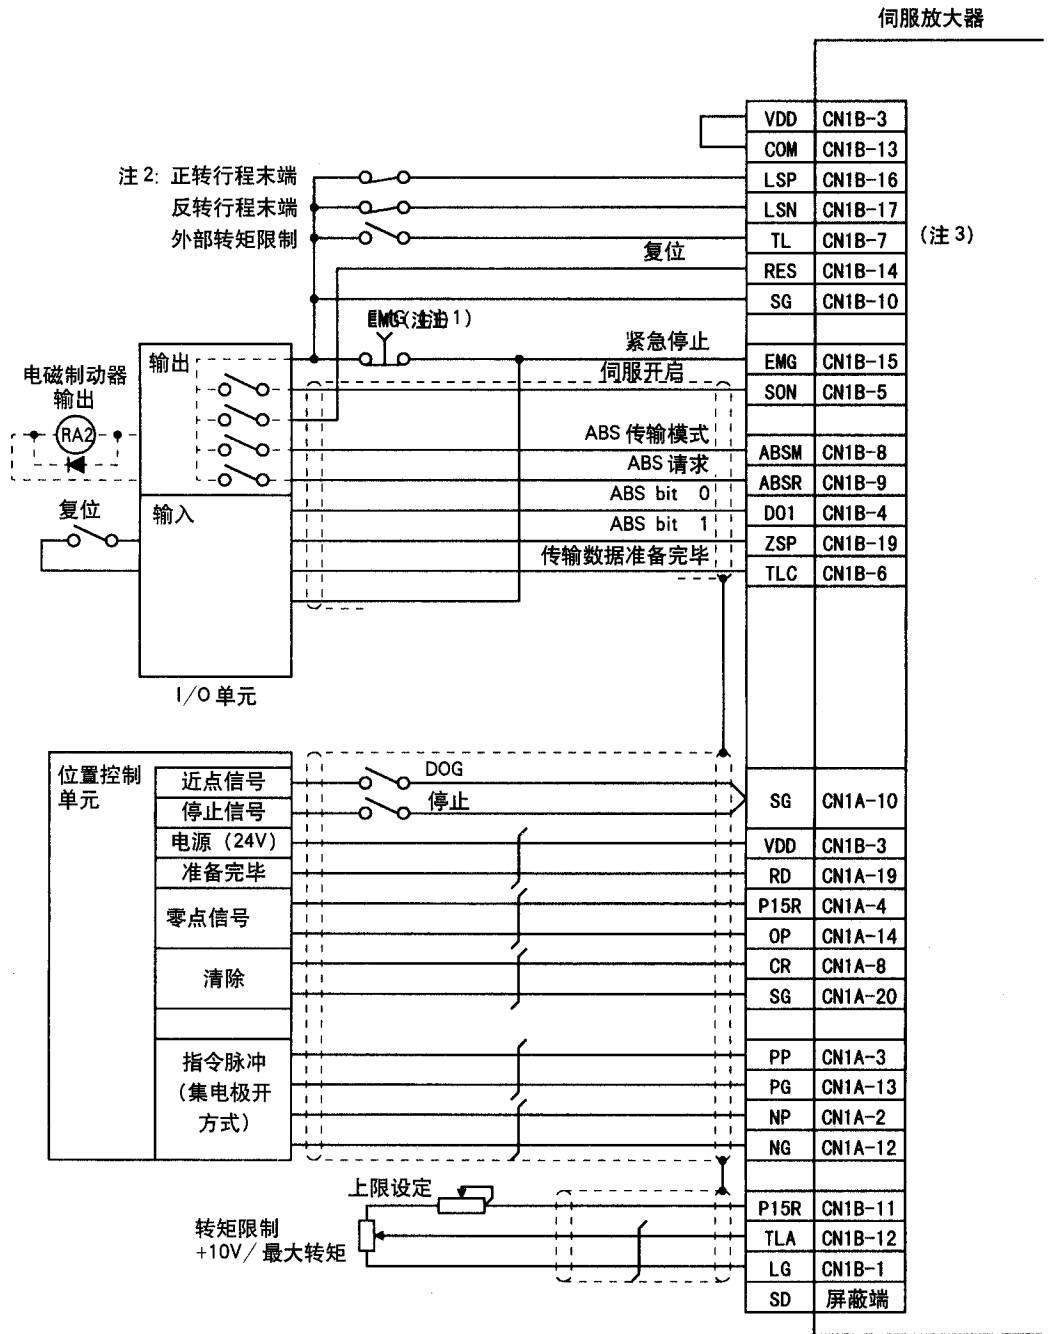 伺服放大器
VDD CN1B-3
COM CN1B-13
注2: 正转行程末端 LSP CN1B-16
反转行程末端 LSN CN1B-17
外部转矩限制 TL CN1B-7 (注3)
复位 RES CN1B-14
SG CN1B-10
EMG(注1)
输出 紧急停止 EMG CN1B-15
电磁制动器
输出
伺服开启 SON CN1B-5
RA2
ABS 传输模式 ABSM CN1B-8
ABS 请求 ABSR CN1B-9
复位 输入 ABS bit 0 DO1 CN1B-4
ABS bit 1 ZSP CN1B-19
传输数据准备完毕 TLC CN1B-6
I/O 单元
位置控制
单元
近点信号 DOG
停止信号 停止
SG CN1A-10
电源 (24V) VDD CN1B-3
准备完毕 RD CN1A-19
零点信号 P15R CN1A-4
OP CN1A-14
清除 CR CN1A-8
SG CN1A-20
指令脉冲
(集电极开
方式)
PP CN1A-3
PG CN1A-13
NP CN1A-2
NG CN1A-12
上限设定 P15R CN1B-11
转矩限制
+10V/最大转矩
TLA CN1B-12
LG CN1B-1
SD 屏蔽端